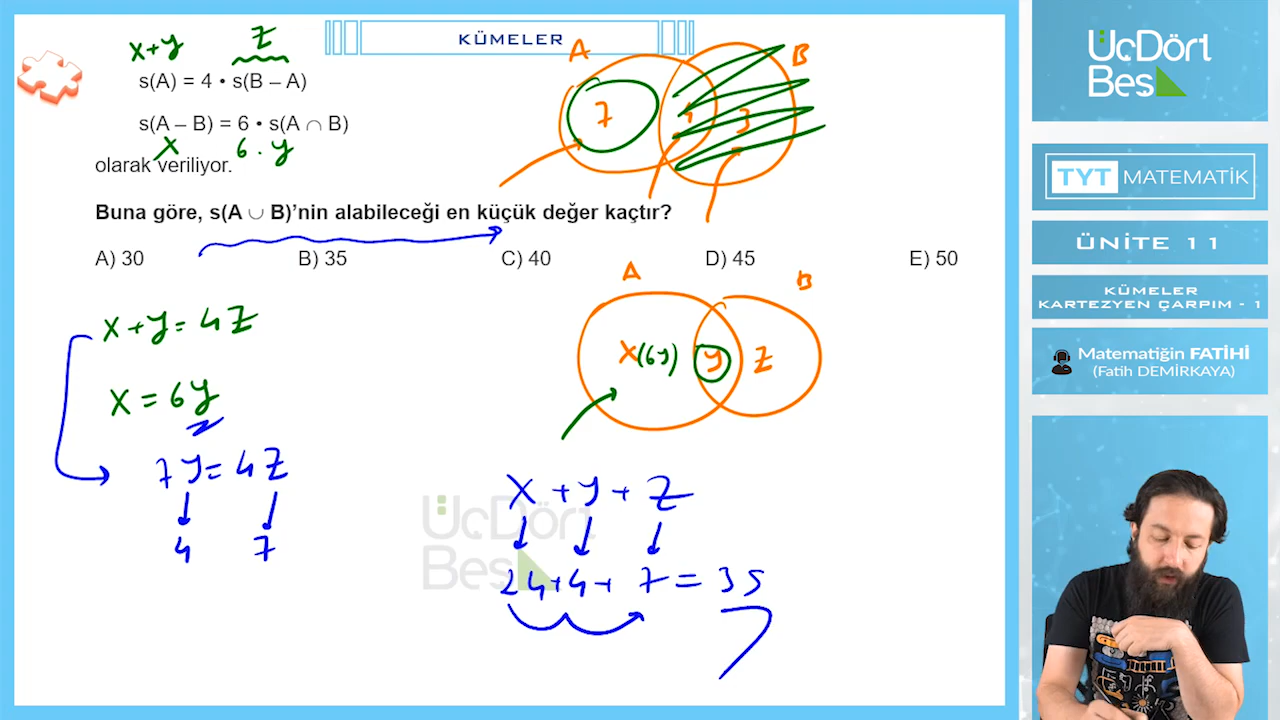 KÜMELER
x+y z
s(A) = 4 • s(B – A)
s(A – B) = 6 • s(A ∩ B)
x 6.y
olarak veriliyor.
A B
7 3
Buna göre, s(A ∪ B)'nin alabileceği en küçük değer kaçtır?
A) 30 B) 35 C) 40 D) 45 E) 50
x+y=4z
x=6y
7y=4z
4 7
A B
x(6y) y z
x+y+z
24+4+7=35
ÜçDört
Beş
ÜçDört
Beş
TYT MATEMATİK
ÜNİTE 11
KÜMELER
KARTEZYEN ÇARPIM - 1
Matematiğin FATİHİ
(Fatih DEMİRKAYA)